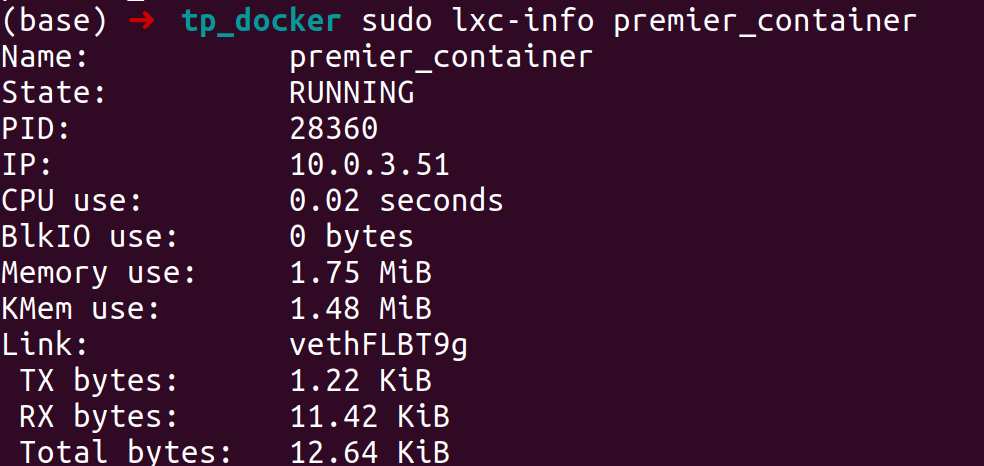 (base) ➜ tp_docker sudo lxc-info premier_container
Name: premier_container
State: RUNNING
PID: 28360
IP: 10.0.3.51
CPU use: 0.02 seconds
BlkIO use: 0 bytes
Memory use: 1.75 MiB
KMem use: 1.48 MiB
Link: vethFLBT9g
TX bytes: 1.22 KiB
RX bytes: 11.42 KiB
Total bytes: 12.64 KiB